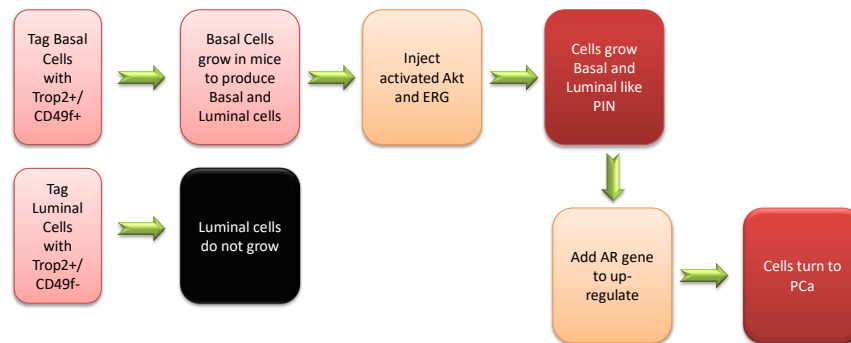 Tag Basal
Cells
with
Trop2+/
CD49f+
Basal Cells
grow in mice
to produce
Basal and
Luminal cells
Inject
activated Akt
and ERG
Cells grow
Basal and
Luminal like
PIN
Tag
Luminal
Cells
with
Trop2+/
CD49f-
Luminal cells
do not grow
Add AR gene
to up-
regulate
Cells turn to
PCa